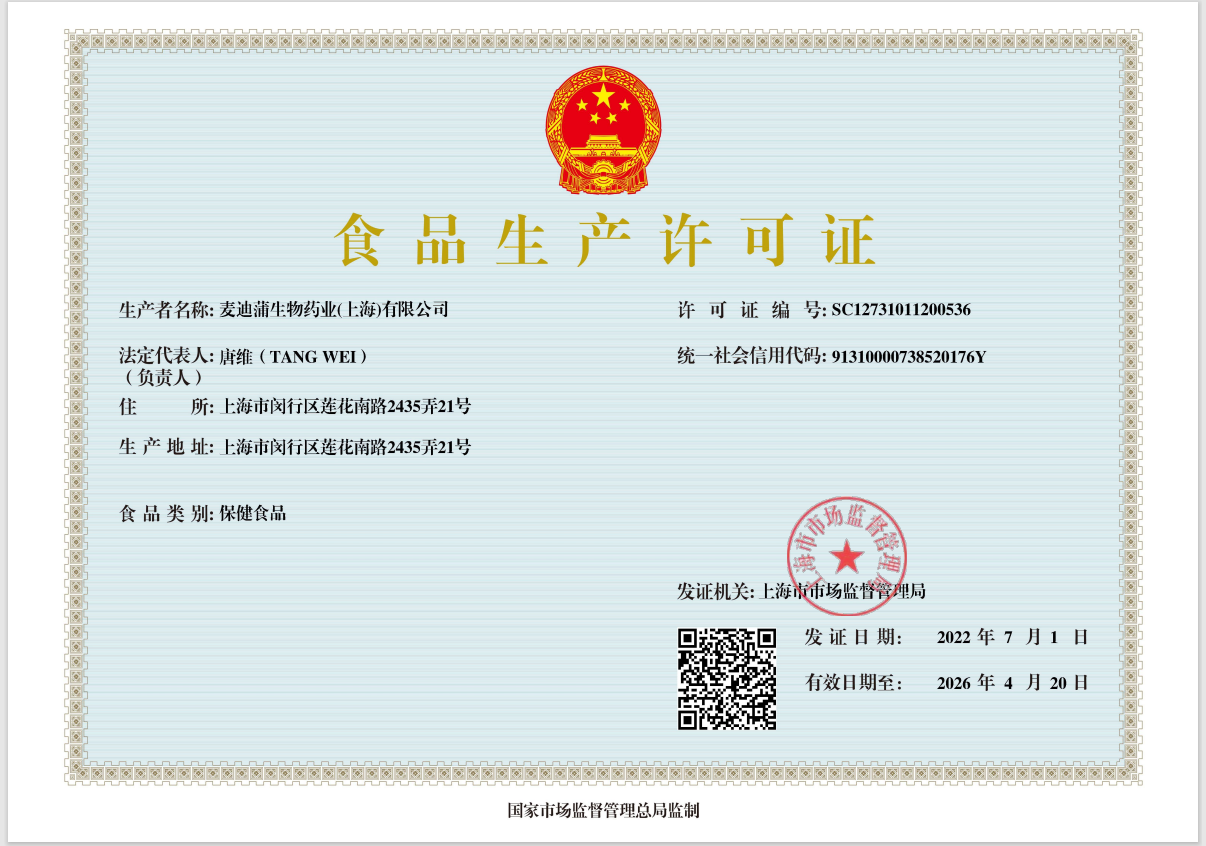 食品生产许可证
生产者名称: 麦迪蒲生物药业(上海)有限公司
许可证编号: SC12731011200536
法定代表人: 唐维（TANG WEI）
（负责人）
统一社会信用代码: 91310000738520176Y
住所: 上海市闵行区莲花南路2435弄21号
生产地址: 上海市闵行区莲花南路2435弄21号
食品类别: 保健食品
上海市市场监督管理局
发证机关: 上海市市场监督管理局
发证日期: 2022 年 7 月 1 日
有效日期至: 2026 年 4 月 20 日
国家市场监督管理总局监制